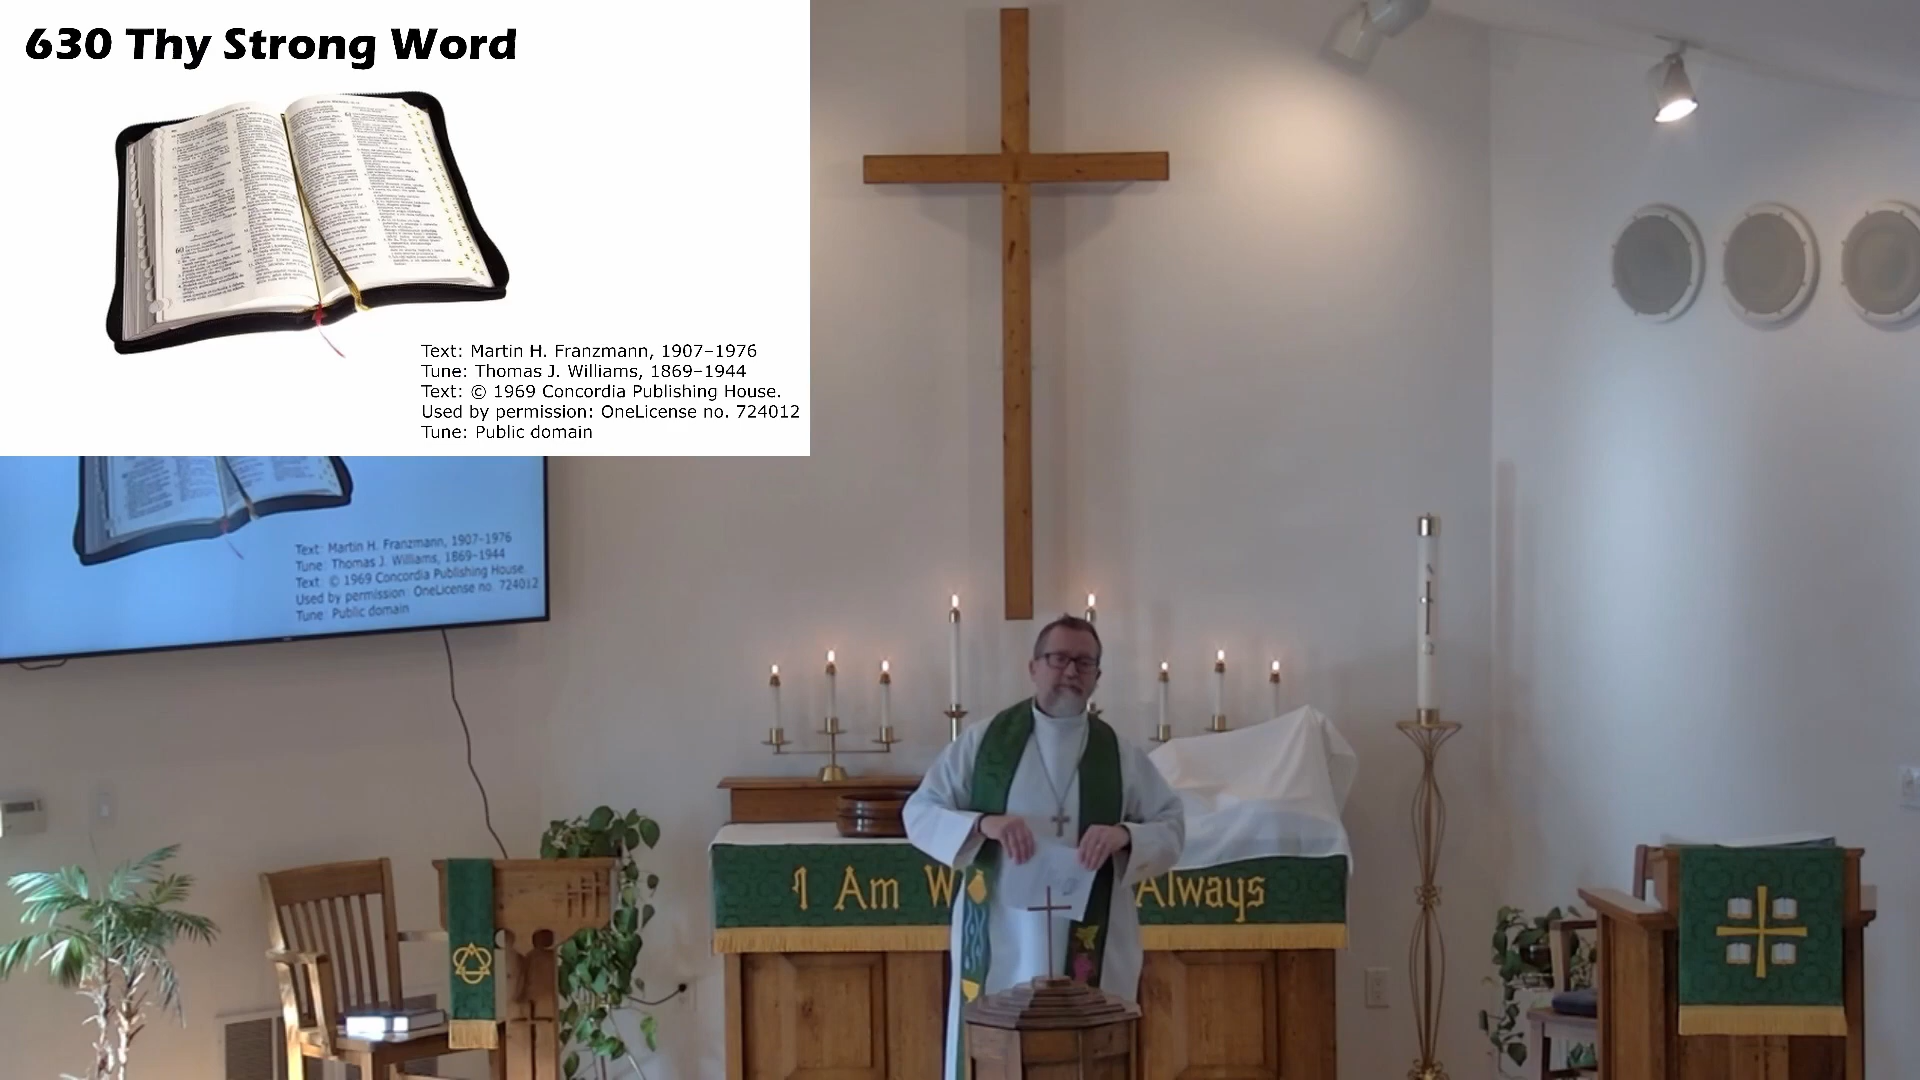 630 Thy Strong Word
Text: Martin H. Franzmann, 1907–1976
Tune: Thomas J. Williams, 1869–1944
Text: © 1969 Concordia Publishing House.
Used by permission: OneLicense no. 724012
Tune: Public domain
Text: Martin H. Franzmann, 1907–1976
Tune: Thomas J. Williams, 1869–1944
Text: © 1969 Concordia Publishing House.
Used by permission: OneLicense no. 724012
Tune: Public domain
I Am W Always